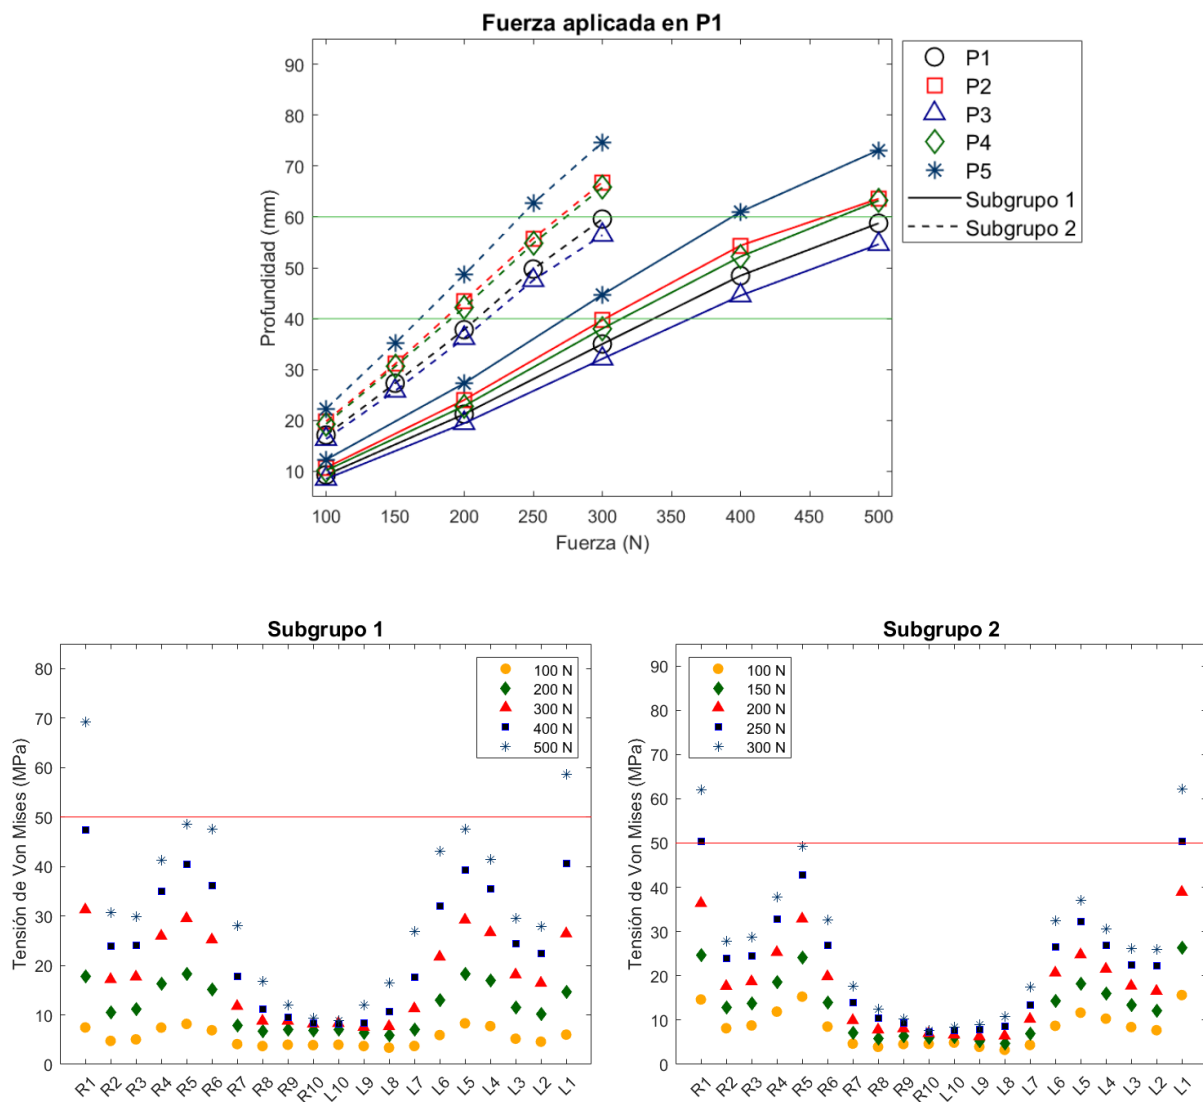 Fuerza aplicada en P1
90
80
70
60
50
40
30
20
10
Profundidad (mm)
100 150 200 250 300 350 400 450 500
Fuerza (N)
P1
P2
P3
P4
P5
Subgrupo 1
Subgrupo 2
Subgrupo 1
80
70
60
50
40
30
20
10
0
Tensión de Von Mises (MPa)
100 N
200 N
300 N
400 N
500 N
R1 R2 R3 R4 R5 R6 R7 R8 R9 R10 L10 L9 L8 L7 L6 L5 L4 L3 L2 L1
Subgrupo 2
90
80
70
60
50
40
30
20
10
0
Tensión de Von Mises (MPa)
100 N
150 N
200 N
250 N
300 N
R1 R2 R3 R4 R5 R6 R7 R8 R9 R10 L10 L9 L8 L7 L6 L5 L4 L3 L2 L1